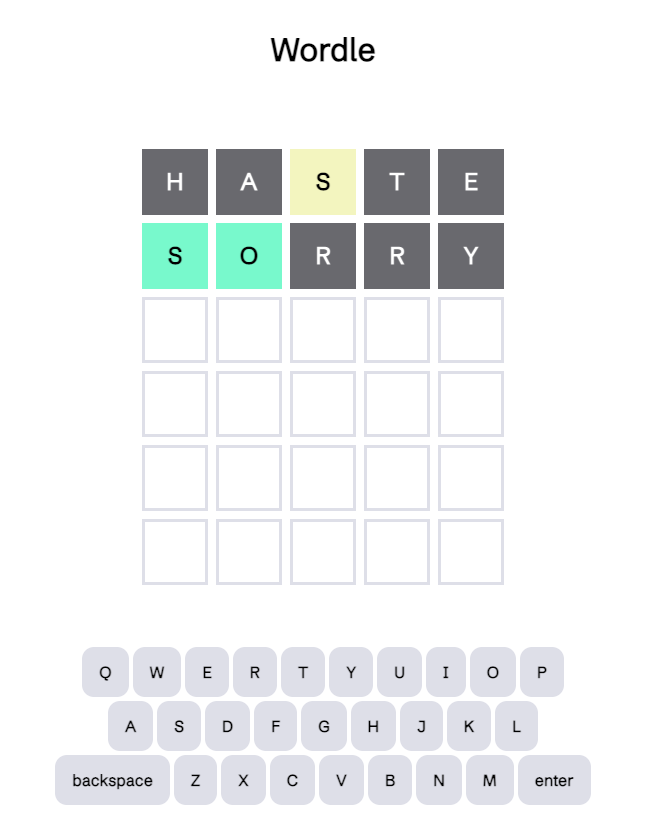 Wordle
H A S T E
S O R R Y
Q W E R T Y U I O P
A S D F G H J K L
backspace Z X C V B N M enter